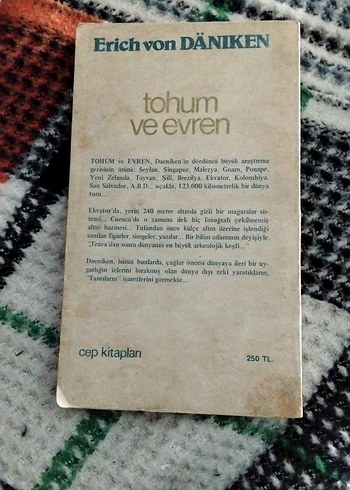 Erich von DÄNIKEN
tohum
ve evren
TOHUM ve EVREN, Daeniken'in dördüncü büyük araştırma
gezisinin ürünü: Seylan, Singapur, Malezya, Guam, Ponape,
Yeni Zelanda, Tayvan, Şili, Brezilya, Ekvator, Kolombiya,
San Salvador, A.B.D... uçakla, 123 000 kilometrelik bir dünya
turu...
Ekvator'da, yerin 240 metre altında gizli bir mağaralar sis-
temi... Cuenca'da o zamana dek hiç fotoğrafı çekilmemiş
altın hazinesi... Tufandan önce külçe altın üzerine işlendiği
sanılan figürler, simgeler, yazılar... Bir bilim adamının deyişiyle,
"Truva'dan sonra dünyanın en büyük arkeolojik keşfi..."
Daeniken, bütün bunlarda, çağlar öncesi dünyaya ileri bir uy-
garlığın izlerini bırakmış olan dünya dışı zeki yaratıkların,
"Tanrıların" işaretlerini görmekte...
cep kitapları
250 TL.